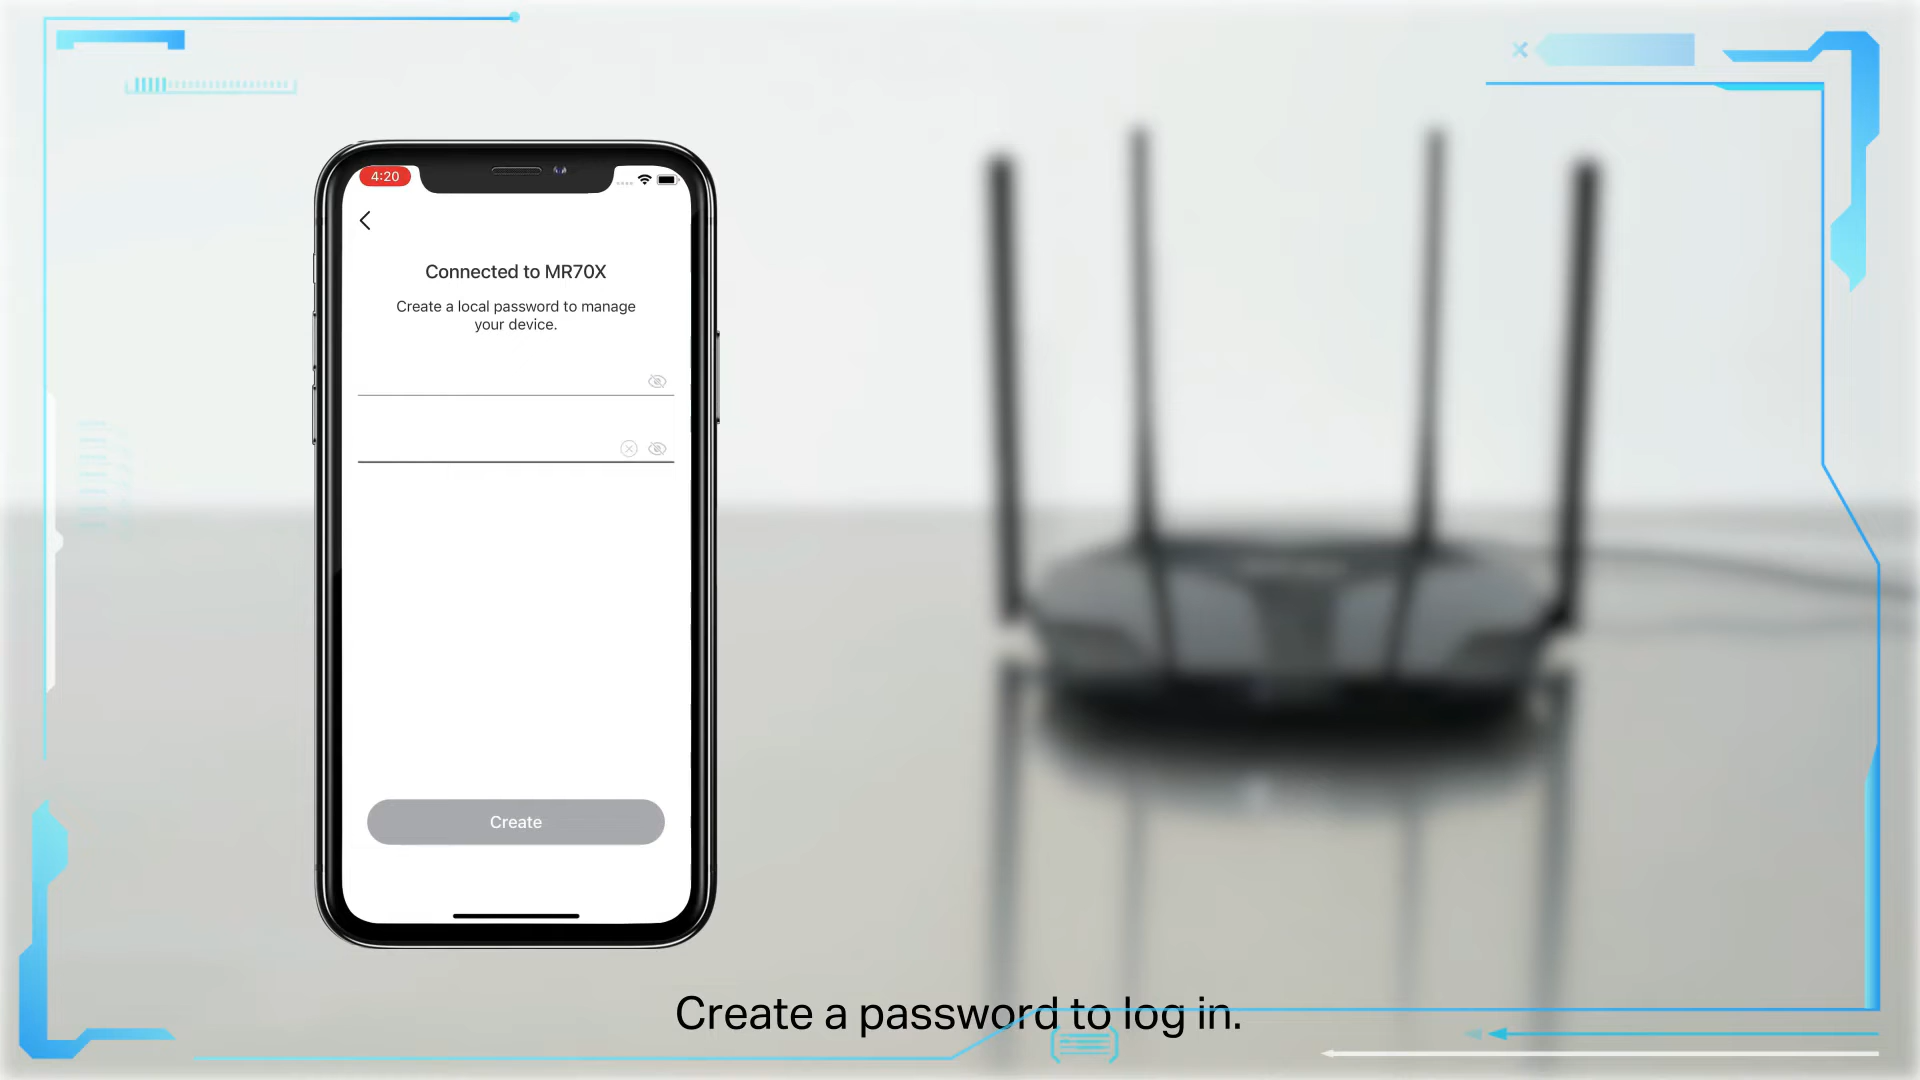 4:20
Connected to MR70X
Create a local password to manage
your device.
Create
Create a password to log in.